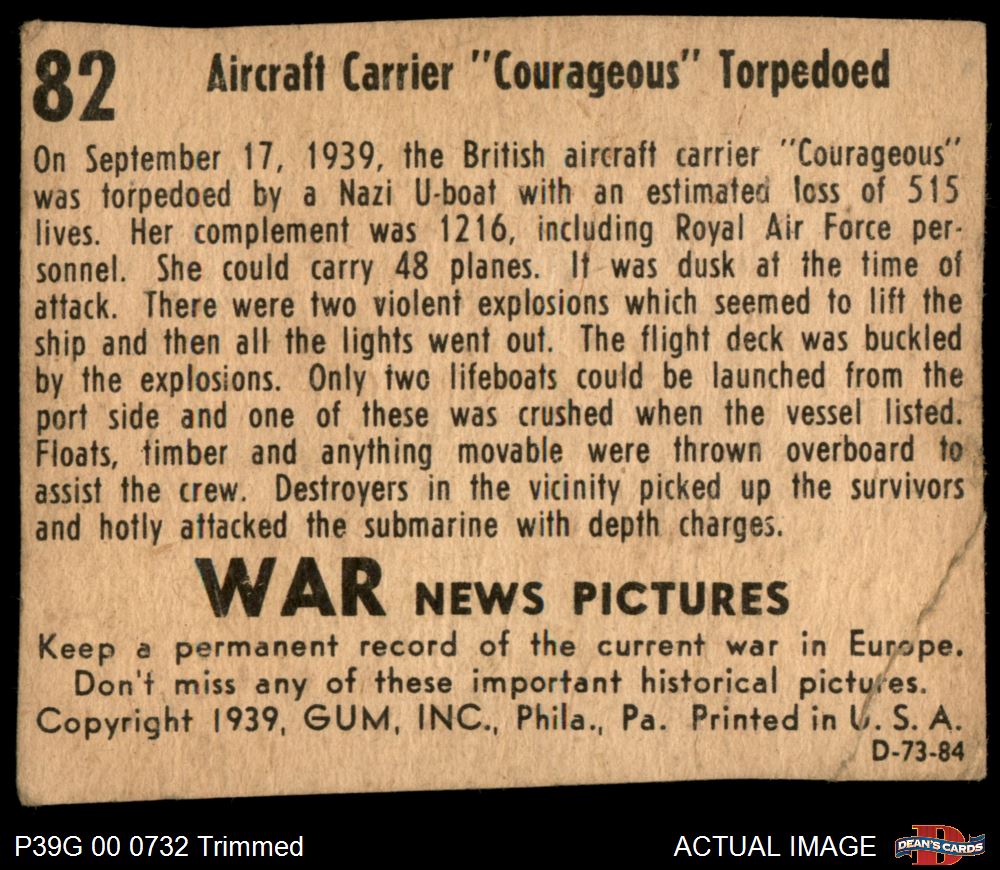 82
Aircraft Carrier "Courageous" Torpedoed
On September 17, 1939, the British aircraft carrier "Courageous"
was torpedoed by a Nazi U-boat with an estimated loss of 515
lives. Her complement was 1216, including Royal Air Force per-
sonnel. She could carry 48 planes. It was dusk at the time of
attack. There were two violent explosions which seemed to lift the
ship and then all the lights went out. The flight deck was buckled
by the explosions. Only two lifeboats could be launched from the
port side and one of these was crushed when the vessel listed.
Floats, timber and anything movable were thrown overboard to
assist the crew. Destroyers in the vicinity picked up the survivors
and hotly attacked the submarine with depth charges.
WAR NEWS PICTURES
Keep a permanent record of the current war in Europe.
Don't miss any of these important historical pictures.
Copyright 1939, GUM, INC., Phila., Pa. Printed in U. S. A.
D-73-84
P39G 00 0732 Trimmed
ACTUAL IMAGE
D
DEAN'S CARDS